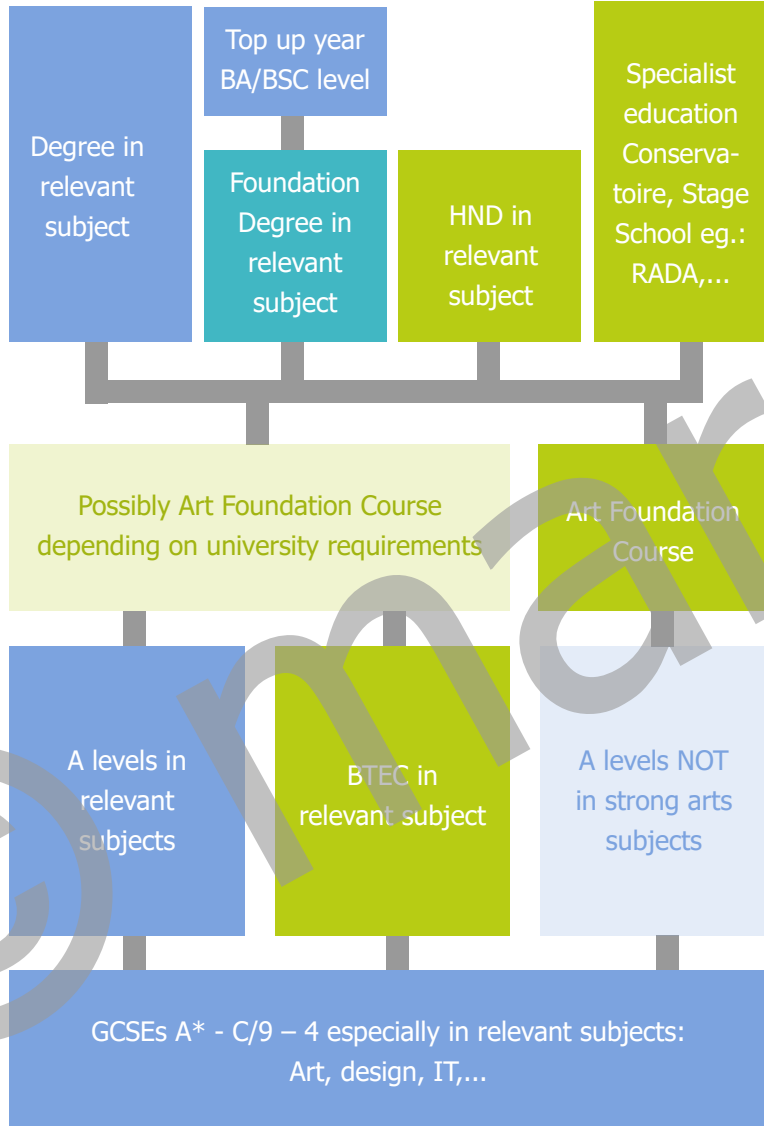 Degree in
relevant
subject
Top up year
BA/BSC level
Foundation
Degree in
relevant
subject
HND in
relevant
subject
Specialist
education
Conserva-
toire, Stage
School eg.:
RADA,...
Possibly Art Foundation Course
depending on university requirements
Art Foundation
Course
A levels in
relevant
subjects
BTEC in
relevant subject
A levels NOT
in strong arts
subjects
GCSEs A* - C/9 – 4 especially in relevant subjects:
Art, design, IT,...